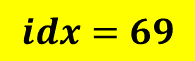 idx = 69